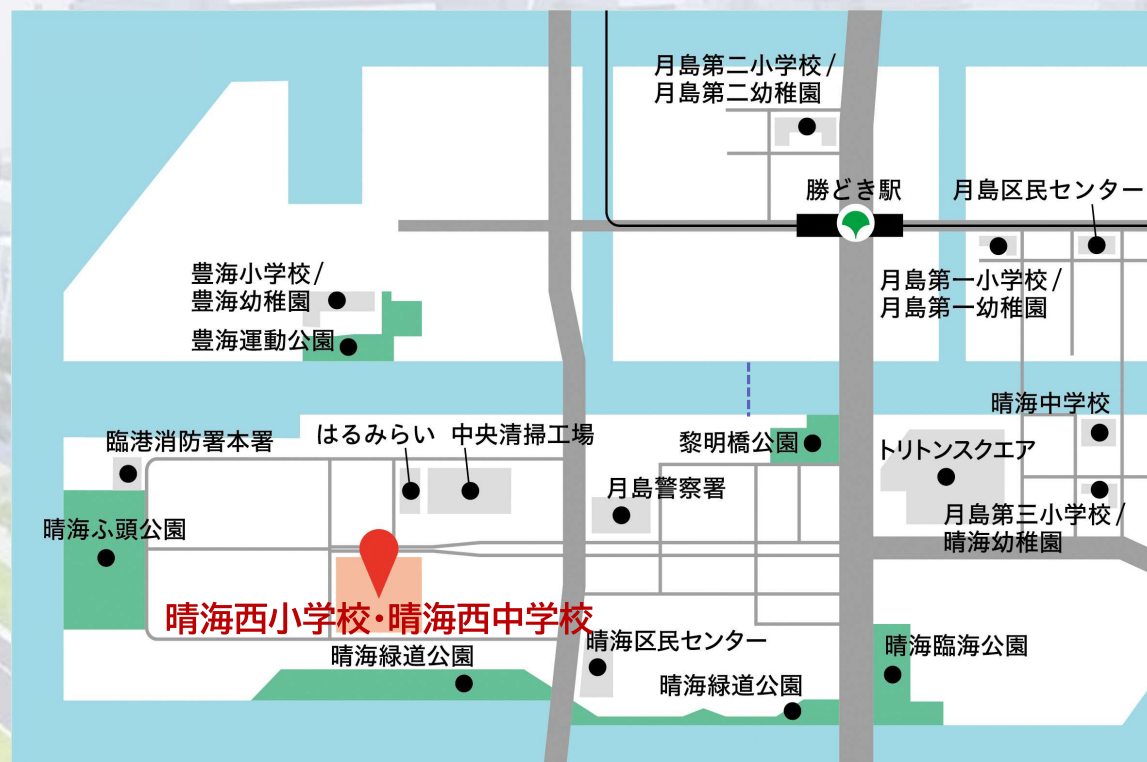 月島第二小学校/
月島第二幼稚園
勝どき駅
月島区民センター
月島第一小学校/
月島第一幼稚園
豊海小学校/
豊海幼稚園
豊海運動公園
臨港消防署本署
はるみらい
中央清掃工場
黎明橋公園
晴海中学校
トリトンスクエア
月島警察署
月島第三小学校/
晴海幼稚園
晴海ふ頭公園
晴海西小学校・晴海西中学校
晴海緑道公園
晴海区民センター
晴海緑道公園
晴海臨海公園